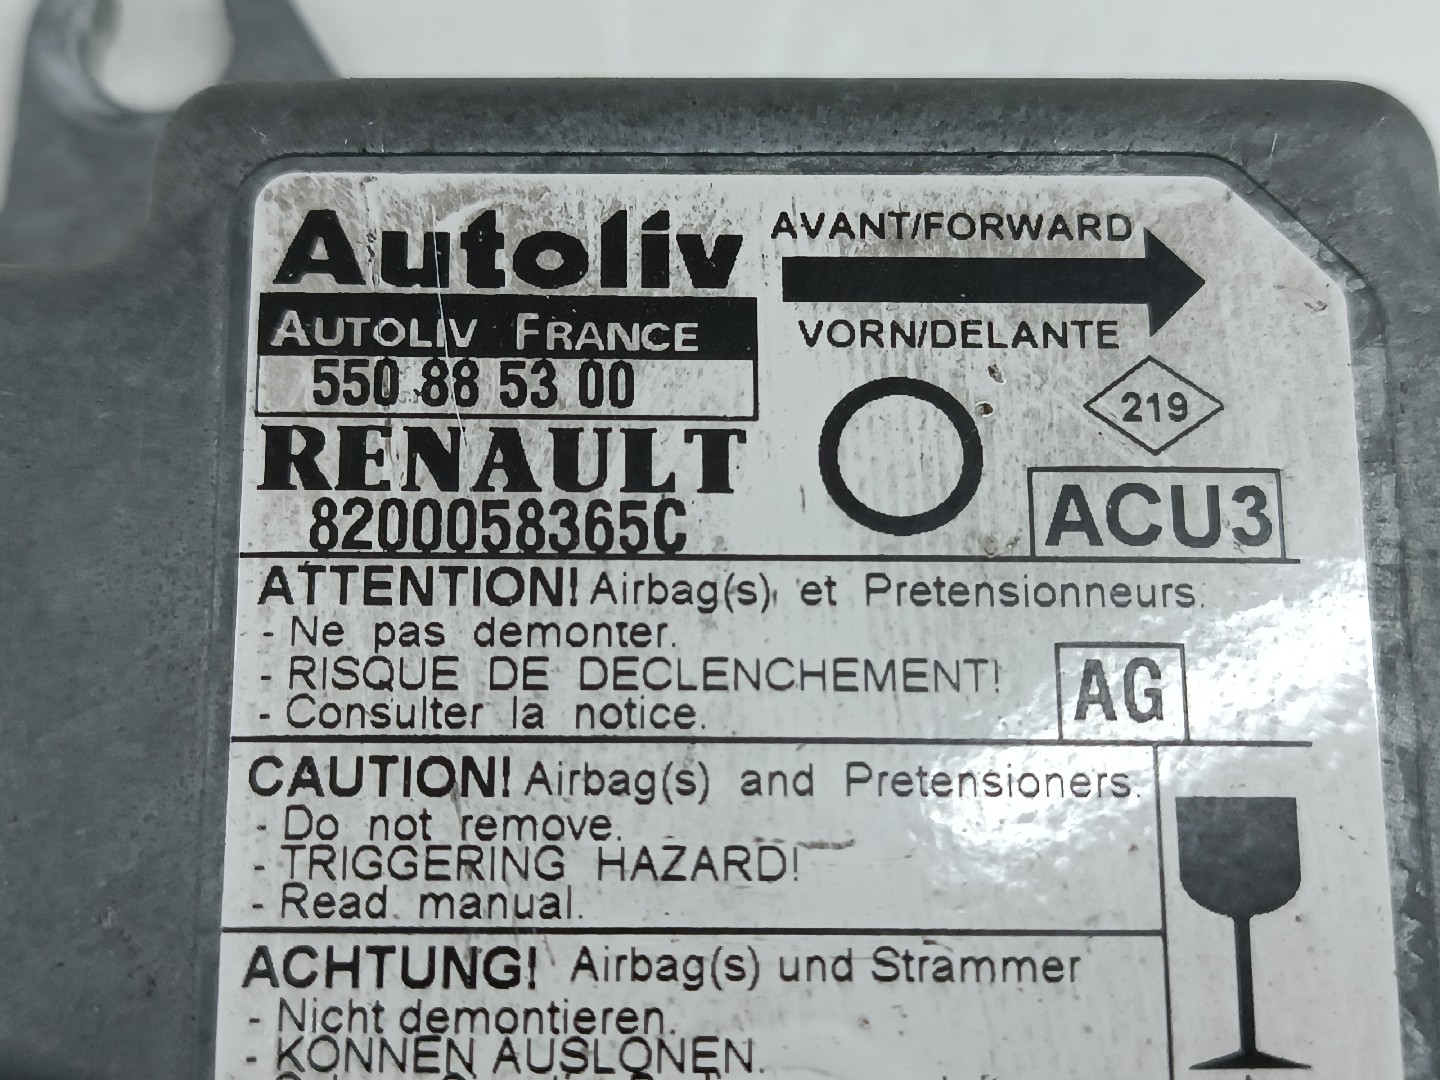 Autoliv
AVANT/FORWARD
AUTOLIV FRANCE
VORN/DELANTE
550 88 53 00
219
RENAULT
8200058365C
ACU3
ATTENTION! Airbag(s) et Pretensionneurs.
- Ne pas demonter.
- RISQUE DE DECLENCHEMENT!
- Consulter la notice.
AG
CAUTION! Airbag(s) and Pretensioners.
- Do not remove.
- TRIGGERING HAZARD!
- Read manual.
ACHTUNG! Airbag(s) und Strammer
- Nicht demontieren.
- KONNEN AUSLONEN.